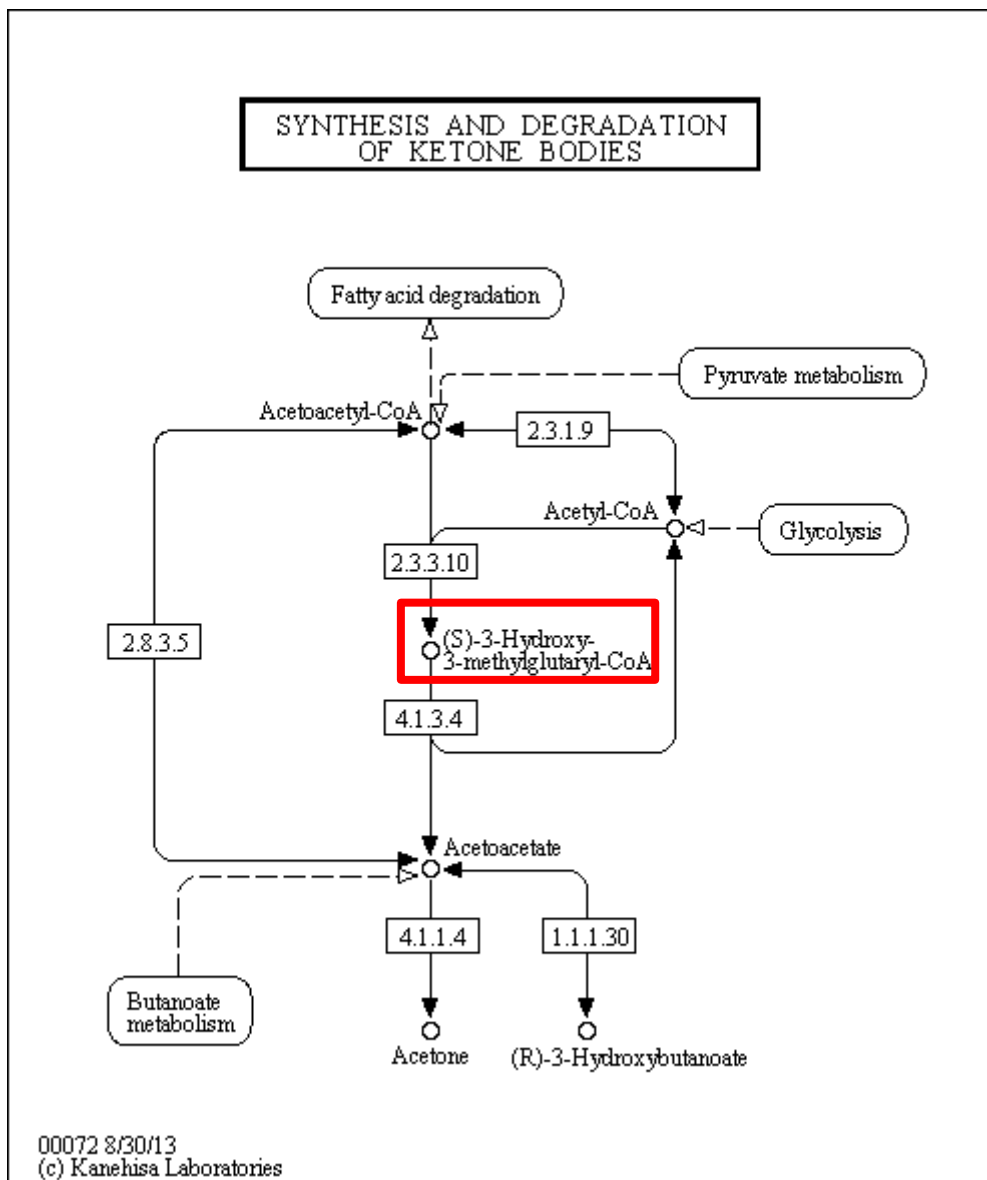 SYNTHESIS AND DEGRADATION
OF KETONE BODIES
Fatty acid degradation
Pyruvate metabolism
Acetoacetyl-CoA
2.3.1.9
Acetyl-CoA
Glycolysis
2.3.3.10
2.8.3.5
(S)-3-Hydroxy-
3-methylglutaryl-CoA
4.1.3.4
Acetoacetate
4.1.1.4
1.1.1.30
Butanoate
metabolism
Acetone
(R)-3-Hydroxybutanoate
00072 8/30/13
(c) Kanehisa Laboratories